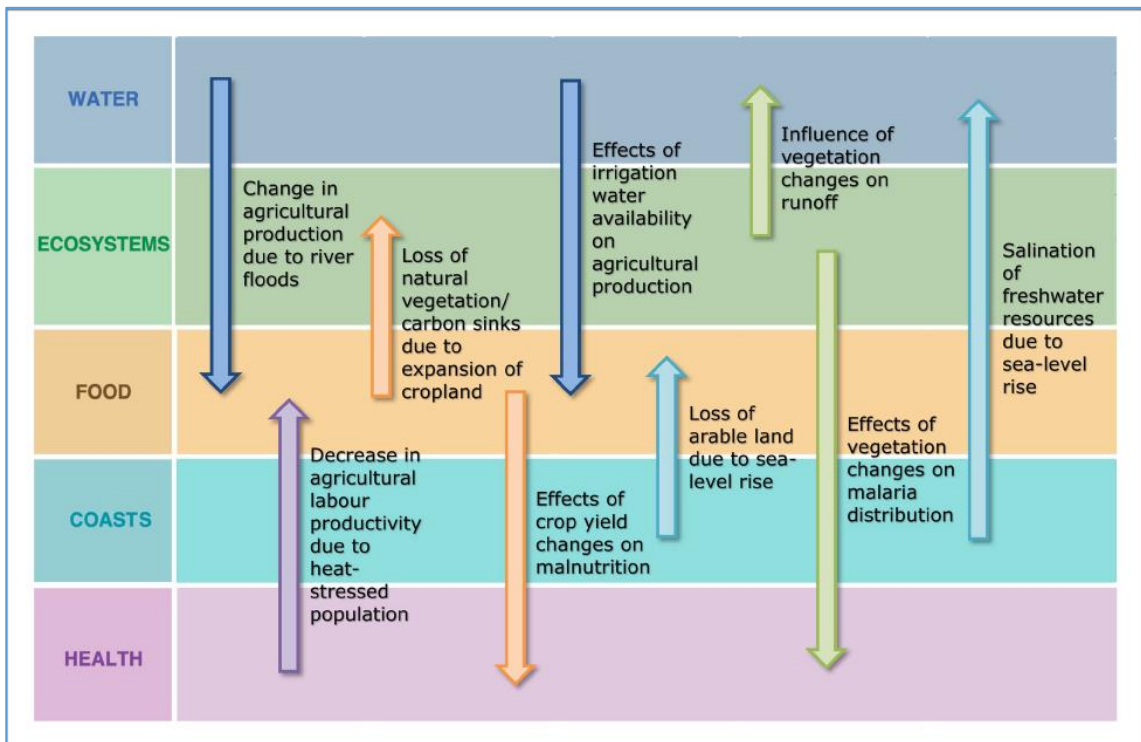 WATER
ECOSYSTEMS
FOOD
COASTS
HEALTH
Change in
agricultural
production
due to river
floods
Loss of
natural
vegetation/
carbon sinks
due to
expansion of
cropland
Decrease in
agricultural
labour
productivity
due to
heat-
stressed
population
Effects of
irrigation
water
availability
on
agricultural
production
Effects of
crop yield
changes on
malnutrition
Loss of
arable land
due to sea-
level rise
Influence of
vegetation
changes on
runoff
Effects of
vegetation
changes on
malaria
distribution
Salination
of
freshwater
resources
due to
sea-level
rise